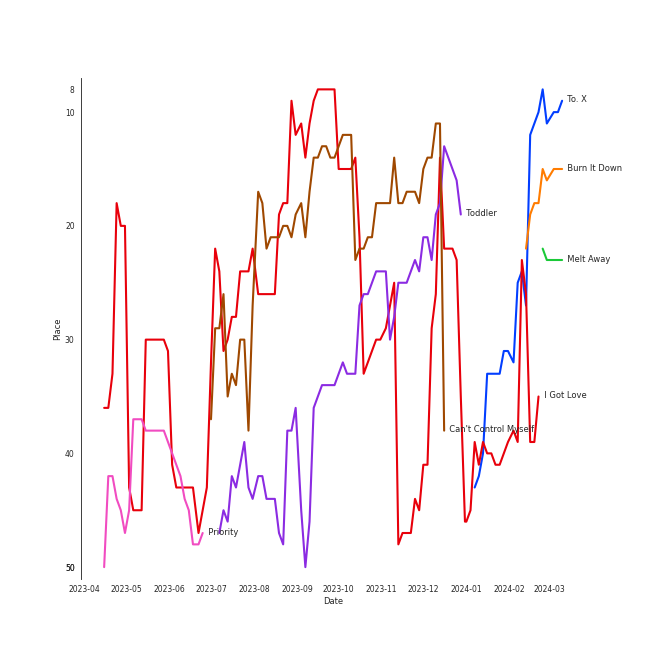 8
10
To. X
Burn It Down
20
Toddler
Melt Away
Place
30
I Got Love
Can't Control Myself
40
Priority
50
2023-04 2023-05 2023-06 2023-07 2023-08 2023-09 2023-10 2023-11 2023-12 2024-01 2024-02 2024-03
Date